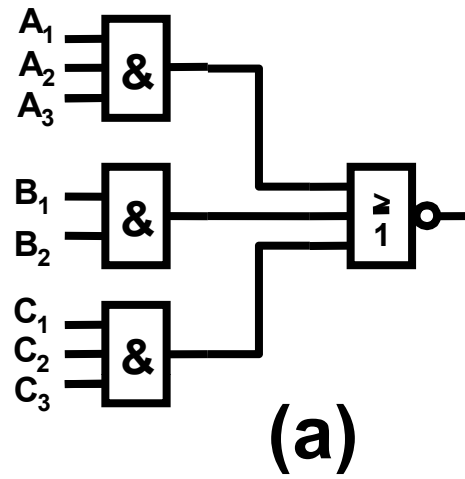 A₁
A₂
A₃
&
B₁
B₂
&
≥
1
C₁
C₂
C₃
&
(a)